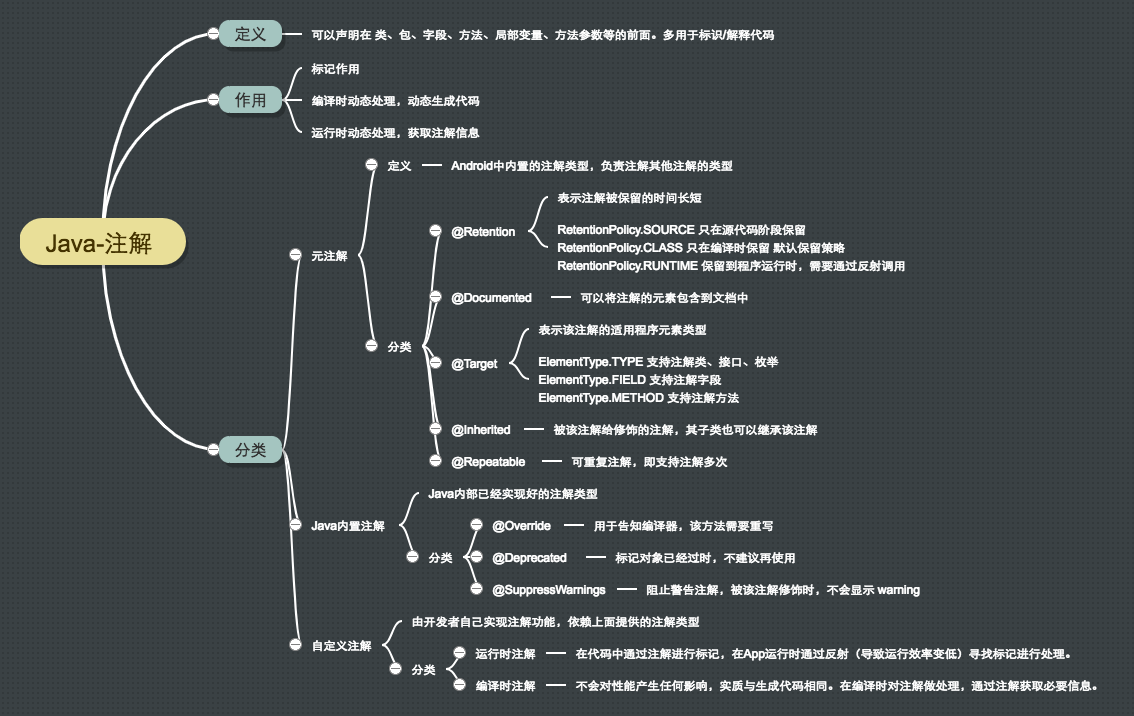 Java-注解
定义
可以声明在 类、包、字段、方法、局部变量、方法参数等的前面。多用于标识/解释代码
作用
标记作用
编译时动态处理，动态生成代码
运行时动态处理，获取注解信息
分类
元注解
定义
Android中内置的注解类型，负责注解其他注解的类型
分类
@Retention
表示注解被保留的时间长短
RetentionPolicy.SOURCE 只在源代码阶段保留
RetentionPolicy.CLASS 只在编译时保留 默认保留策略
RetentionPolicy.RUNTIME 保留到程序运行时，需要通过反射调用
@Documented
可以将注解的元素包含到文档中
@Target
表示该注解的适用程序元素类型
ElementType.TYPE 支持注解类、接口、枚举
ElementType.FIELD 支持注解字段
ElementType.METHOD 支持注解方法
@Inherited
被该注解给修饰的注解，其子类也可以继承该注解
@Repeatable
可重复注解，即支持注解多次
Java内置注解
Java内部已经实现好的注解类型
分类
@Override
用于告知编译器，该方法需要重写
@Deprecated
标记对象已经过时，不建议再使用
@SuppressWarnings
阻止警告注解，被该注解修饰时，不会显示 warning
自定义注解
由开发者自己实现注解功能，依赖上面提供的注解类型
分类
运行时注解
在代码中通过注解进行标记，在App运行时通过反射（导致运行效率变低）寻找标记进行处理。
编译时注解
不会对性能产生任何影响，实质与生成代码相同。在编译时对注解做处理，通过注解获取必要信息。